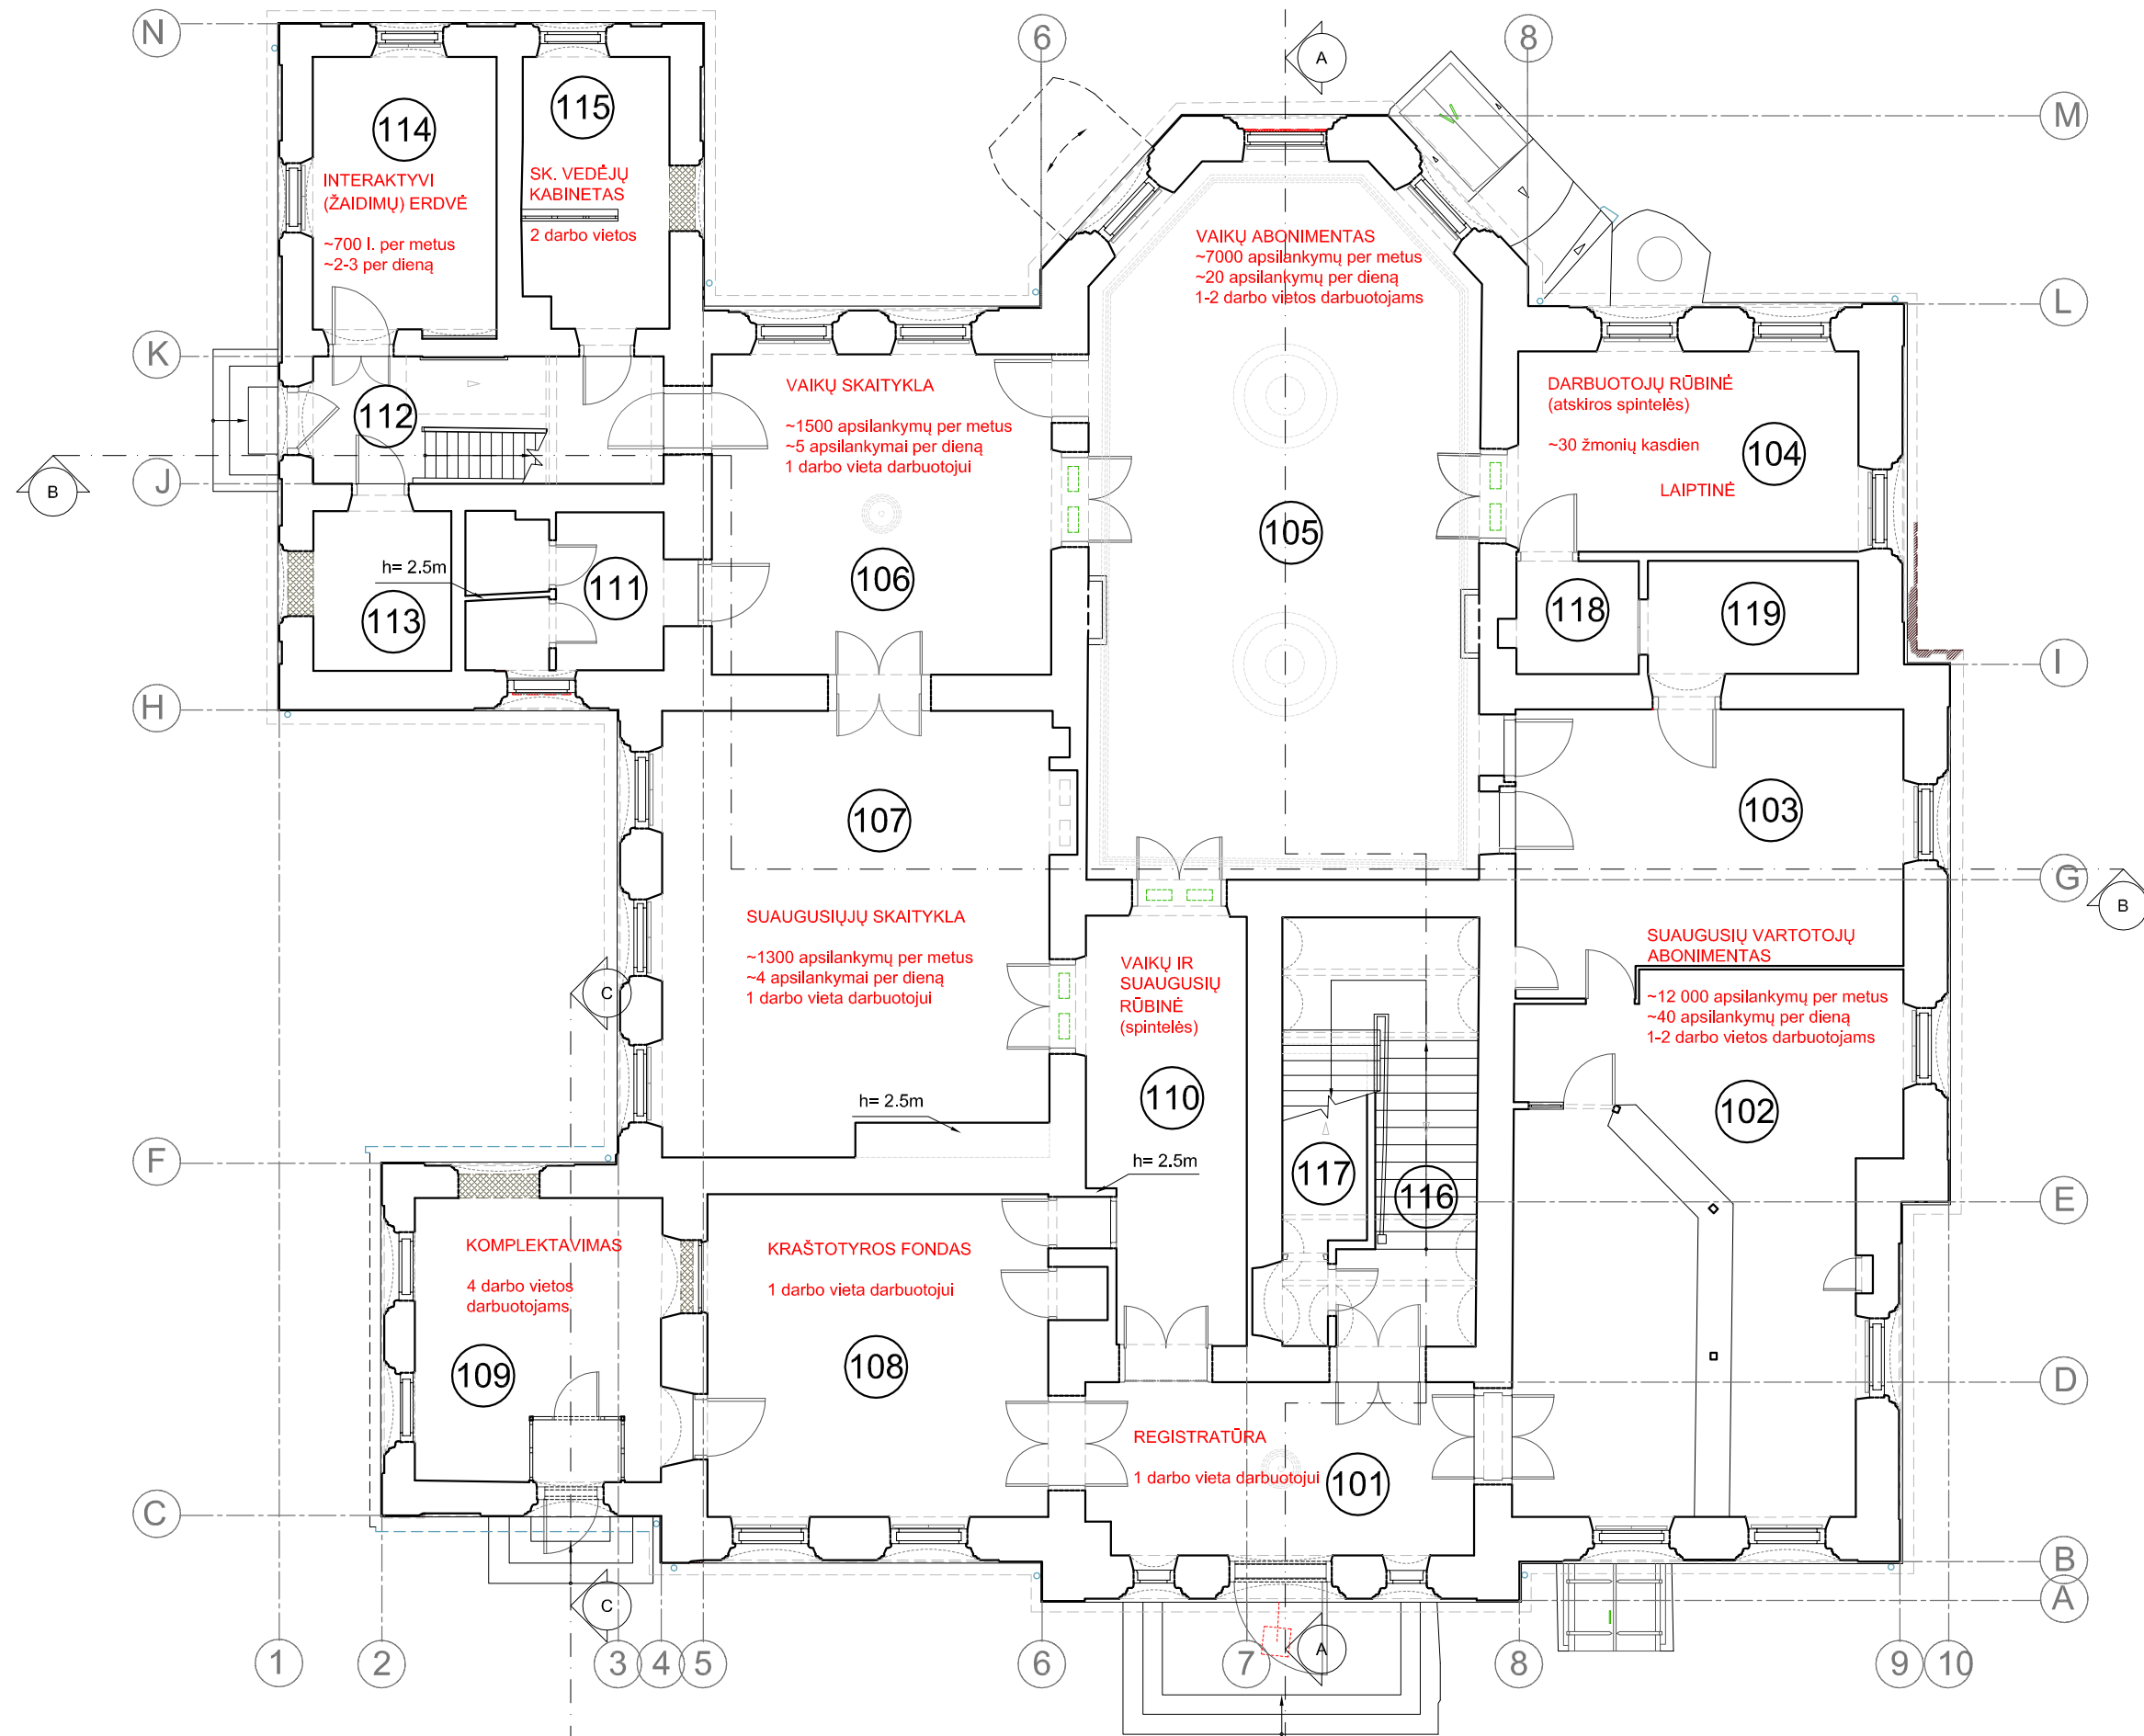 N
6
A
8
M
114
115
INTERAKTYVI
(ŽAIDIMŲ) ERDVĖ
~700 l. per metus
~2-3 per dieną
SK. VEDĖJŲ
KABINETAS
2 darbo vietos
VAIKŲ ABONIMENTAS
~7000 apsilankymų per metus
~20 apsilankymų per dieną
1-2 darbo vietos darbuotojams
L
K
112
VAIKŲ SKAITYKLA
~1500 apsilankymų per metus
~5 apsilankymai per dieną
1 darbo vieta darbuotojui
DARBUOTOJŲ RŪBINĖ
(atskiros spintelės)
~30 žmonių kasdien
104
LAIPTINĖ
B
J
105
h= 2.5m
113
111
106
118
119
I
H
107
103
G
B
SUAUGUSIŲJŲ SKAITYKLA
~1300 apsilankymų per metus
~4 apsilankymai per dieną
1 darbo vieta darbuotojui
C
VAIKŲ IR
SUAUGUSIŲ
RŪBINĖ
(spintelės)
SUAUGUSIŲ VARTOTOJŲ
ABONIMENTAS
~12 000 apsilankymų per metus
~40 apsilankymų per dieną
1-2 darbo vietos darbuotojams
h= 2.5m
110
102
F
h= 2.5m
117
116
E
KOMPLEKTAVIMAS
4 darbo vietos
darbuotojams
KRAŠTOTYROS FONDAS
1 darbo vieta darbuotojui
109
108
D
REGISTRATŪRA
1 darbo vieta darbuotojui
101
C
B
A
C
A
1
2
3
4
5
6
7
8
9
10